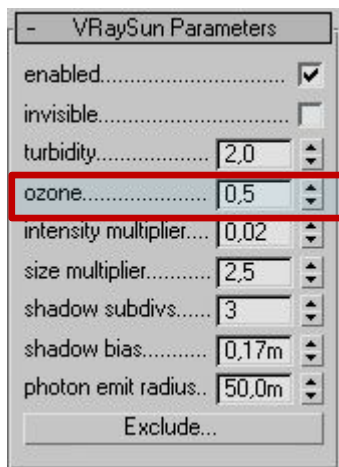 - VRaySun Parameters
enabled............................
invisible............................
turbidity.................... 2,0
ozone...................... 0,5
intensity multiplier.... 0,02
size multiplier........... 2,5
shadow subdivs...... 3
shadow bias............ 0,17m
photon emit radius.. 50,0m
Exclude...